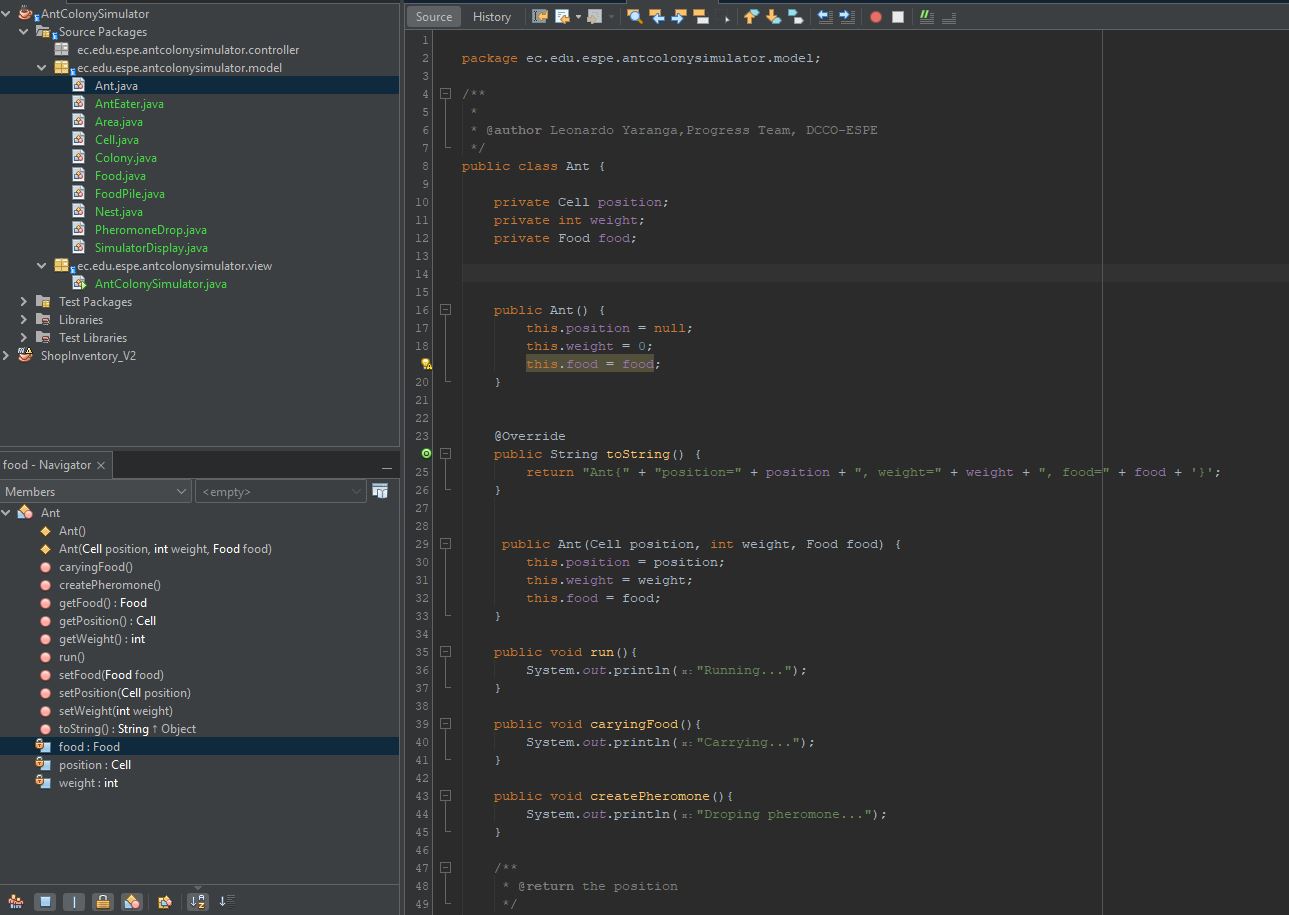 AntColonySimulator
Source Packages
ec.edu.espe.antcolonysimulator.controller
ec.edu.espe.antcolonysimulator.model
Ant.java
AntEater.java
Area.java
Cell.java
Colony.java
Food.java
FoodPile.java
Nest.java
PheromoneDrop.java
SimulatorDisplay.java
ec.edu.espe.antcolonysimulator.view
AntColonySimulator.java
Test Packages
Libraries
Test Libraries
ShopInventory_V2
food - Navigator
Members
<empty>
Ant
Ant()
Ant(Cell position, int weight, Food food)
caryingFood()
createPheromone()
getFood() : Food
getPosition() : Cell
getWeight() : int
run()
setFood(Food food)
setPosition(Cell position)
setWeight(int weight)
toString() : String ↑ Object
food : Food
position : Cell
weight : int
Source History
1
2 package ec.edu.espe.antcolonysimulator.model;
3
4 /**
5 *
6 * @author Leonardo Yaranga,Progress Team, DCCO-ESPE
7 */
8 public class Ant {
9
10 private Cell position;
11 private int weight;
12 private Food food;
13
14
15
16 public Ant() {
17 this.position = null;
18 this.weight = 0;
this.food = food;
20 }
21
22
23 @Override
public String toString() {
25 return "Ant{" + "position=" + position + ", weight=" + weight + ", food=" + food + '}';
26 }
27
28
29 public Ant(Cell position, int weight, Food food) {
30 this.position = position;
31 this.weight = weight;
32 this.food = food;
33 }
34
35 public void run(){
36 System.out.println(x:"Running...");
37 }
38
39 public void caryingFood(){
40 System.out.println(x:"Carrying...");
41 }
42
43 public void createPheromone(){
44 System.out.println(x:"Droping pheromone...");
45 }
46
47 /**
48 * @return the position
49 */